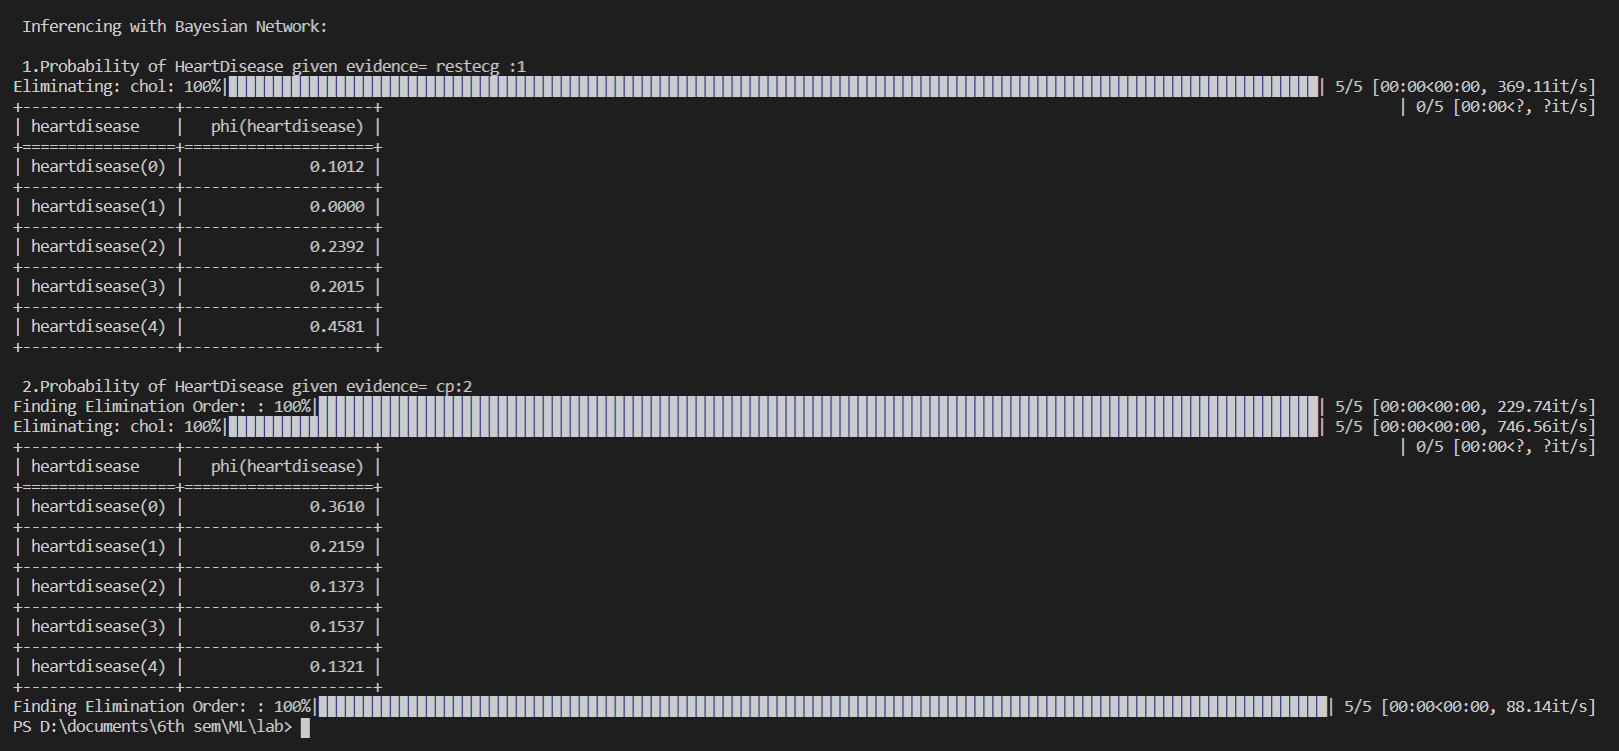 Inferencing with Bayesian Network:
1.Probability of HeartDisease given evidence= restecg :1
Eliminating: chol: 100%|██████████| 5/5 [00:00<00:00, 369.11it/s]
+-----------------+---------------------+ | 0/5 [00:00<?, ?it/s]
| heartdisease    |   phi(heartdisease) |
+=================+=====================+
| heartdisease(0) |              0.1012 |
+-----------------+---------------------+
| heartdisease(1) |              0.0000 |
+-----------------+---------------------+
| heartdisease(2) |              0.2392 |
+-----------------+---------------------+
| heartdisease(3) |              0.2015 |
+-----------------+---------------------+
| heartdisease(4) |              0.4581 |
+-----------------+---------------------+
2.Probability of HeartDisease given evidence= cp:2
Finding Elimination Order: : 100%|██████████| 5/5 [00:00<00:00, 229.74it/s]
Eliminating: chol: 100%|██████████| 5/5 [00:00<00:00, 746.56it/s]
+-----------------+---------------------+ | 0/5 [00:00<?, ?it/s]
| heartdisease    |   phi(heartdisease) |
+=================+=====================+
| heartdisease(0) |              0.3610 |
+-----------------+---------------------+
| heartdisease(1) |              0.2159 |
+-----------------+---------------------+
| heartdisease(2) |              0.1373 |
+-----------------+---------------------+
| heartdisease(3) |              0.1537 |
+-----------------+---------------------+
| heartdisease(4) |              0.1321 |
+-----------------+---------------------+
Finding Elimination Order: : 100%|██████████| 5/5 [00:00<00:00, 88.14it/s]
PS D:\documents\6th sem\ML\lab>